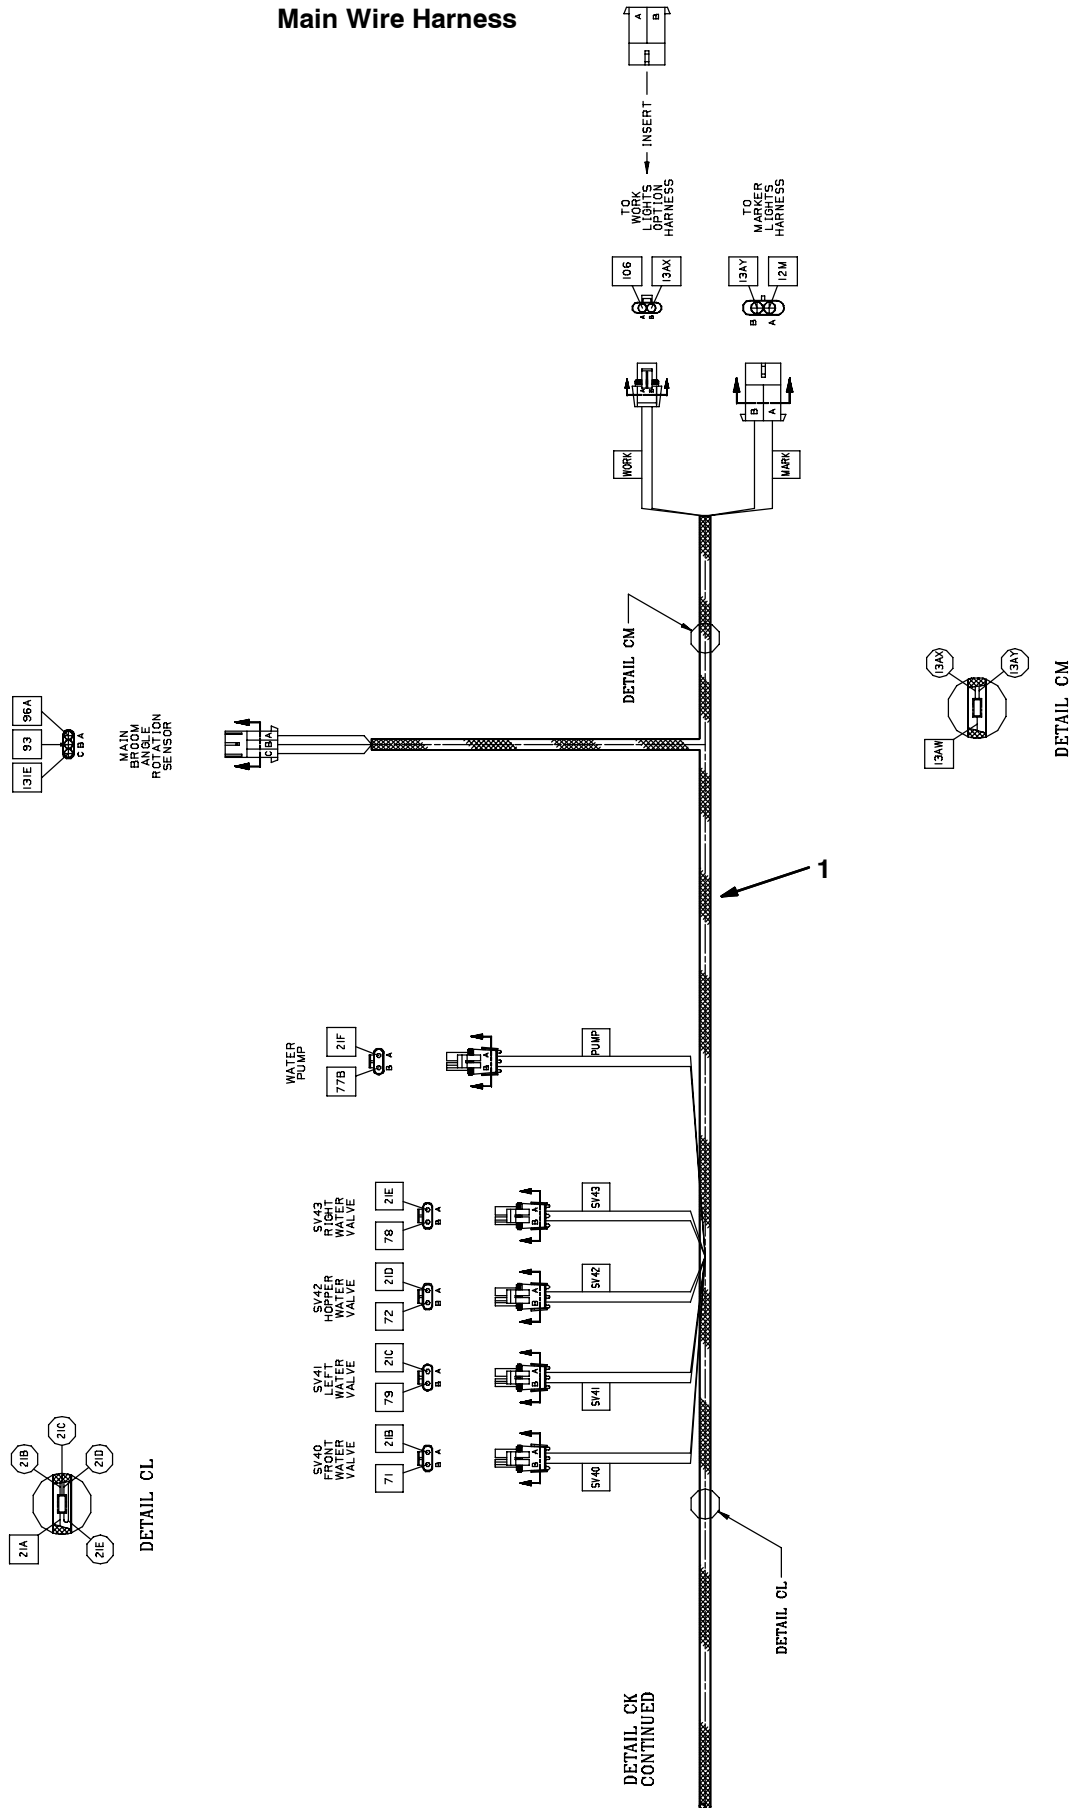 Main Wire Harness
A
B
INSERT
TO
WORK
LIGHTS
OPTION
HARNESS
TO
MARKER
LIGHTS
HARNESS
106
13AX
A
B
13AY
12M
B
A
A
B
B
A
WORK
MARK
DETAIL CM
13AX
13AY
13AW
DETAIL CM
96A
93
131E
C B A
MAIN
BROOM
ANGLE
ROTATION
SENSOR
C B A
1
WATER
PUMP
21F
77B
A
B
B A
PUMP
SV43
RIGHT
WATER
VALVE
21E
78
A
B
B A
SV43
SV42
HOPPER
WATER
VALVE
21D
72
A
B
B A
SV42
SV41
LEFT
WATER
VALVE
21C
79
A
B
B A
SV41
SV40
FRONT
WATER
VALVE
21B
71
A
B
B A
SV40
21B
21C
21D
21A
21E
DETAIL CL
DETAIL CL
DETAIL CK
CONTINUED